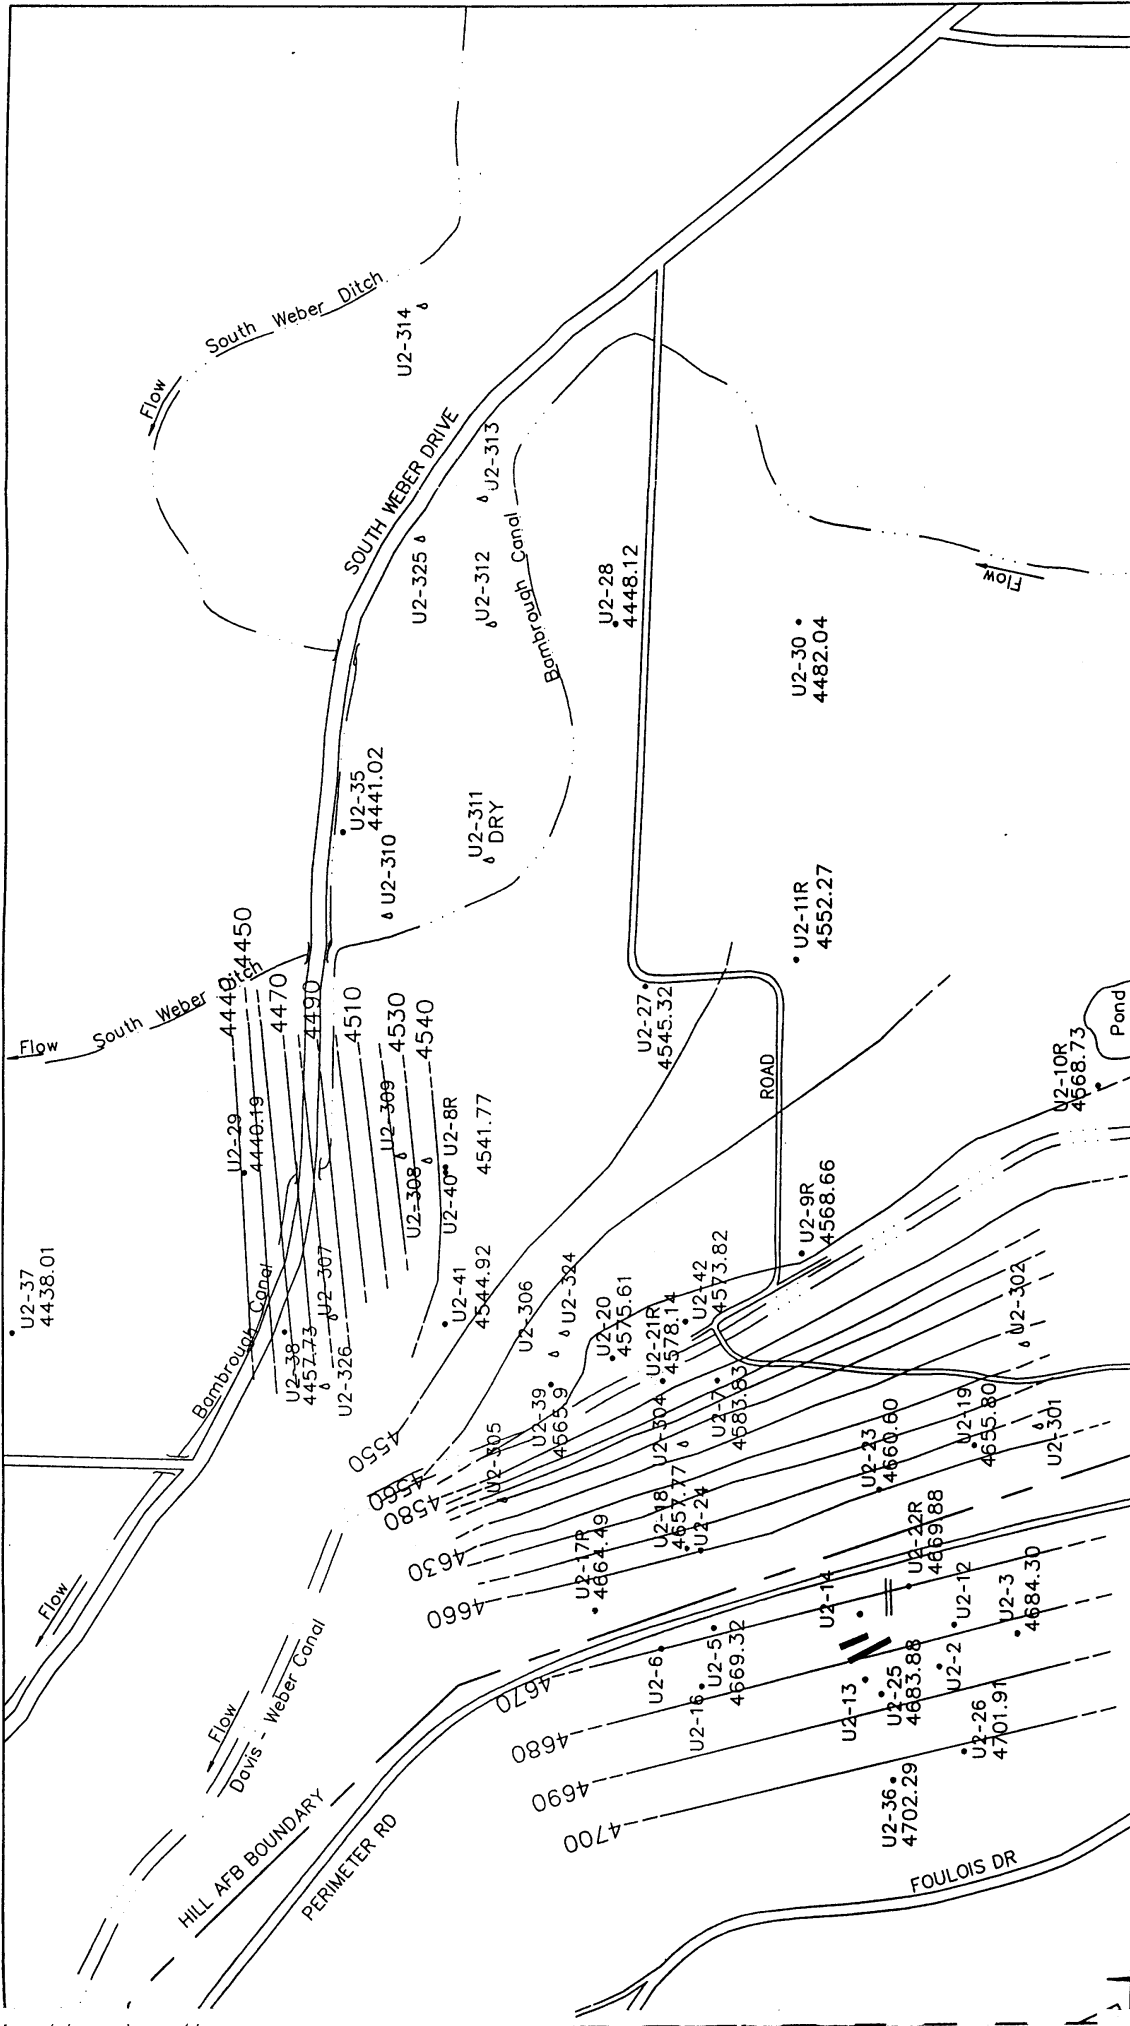 South Weber Ditch
Flow
U2-314
SOUTH WEBER DRIVE
U2-313
U2-325
U2-312
Bambrough Canal
U2-28
4448.12
Flow
U2-30
4482.04
U2-35
4441.02
U2-310
U2-311
DRY
U2-11R
4552.27
4440
4450
4470
4490
4510
4530
4540
South Weber Ditch
Flow
U2-27
4545.32
ROAD
Pond
U2-10R
4568.73
U2-29
4440.19
U2-309
U2-308
U2-40
U2-8R
4541.77
U2-9R
4568.66
U2-37
4438.01
Bambrough Canal
U2-307
U2-38
4457.73
U2-326
U2-41
4544.92
U2-306
U2-324
U2-20
4575.61
U2-21R
4578.14
U2-42
4573.82
U2-302
4550
4560
4580
4630
4660
U2-305
U2-39
4565.9
U2-304
U2-7
4583.83
U2-23
4660.60
U2-19
4655.80
U2-301
U2-17R
4664.49
U2-18
4657.77
U2-24
U2-22R
4669.88
U2-14
U2-12
U2-3
4684.30
Flow
Flow
Davis - Weber Canal
HILL AFB BOUNDARY
PERIMETER RD
4670
4680
4690
4700
U2-6
U2-5
4669.32
U2-16
U2-13
U2-25
4683.88
U2-2
U2-26
4701.91
U2-36
4702.29
FOULOIS DR